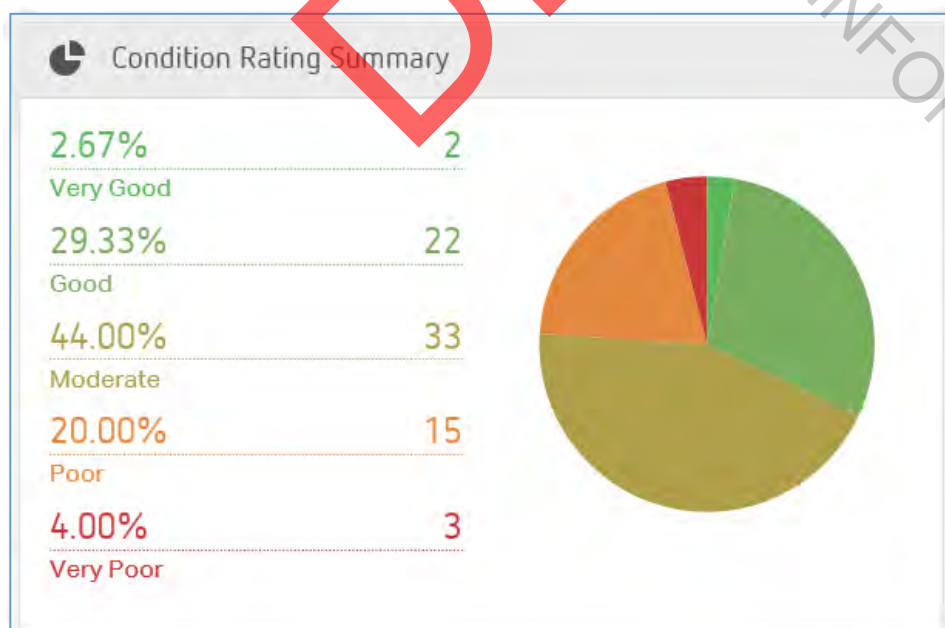 Condition Rating Summary
2.67% 2
Very Good
29.33% 22
Good
44.00% 33
Moderate
20.00% 15
Poor
4.00% 3
Very Poor